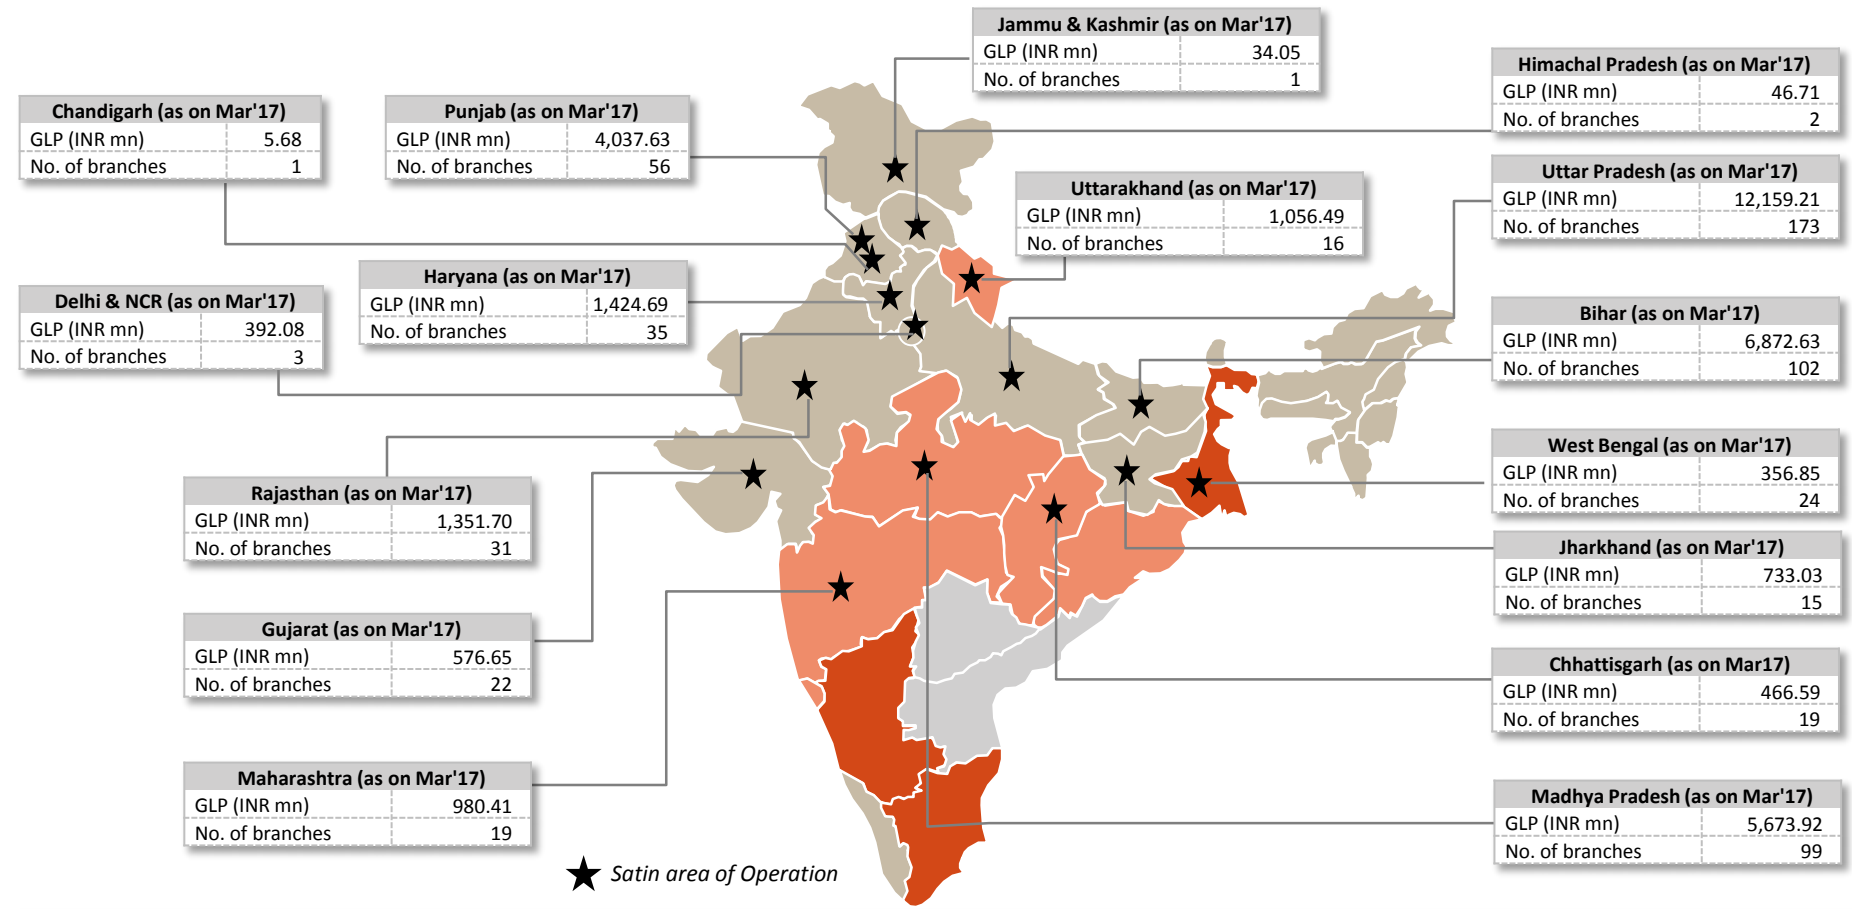 Jammu & Kashmir (as on Mar'17)
GLP (INR mn) 34.05
No. of branches 1
Himachal Pradesh (as on Mar'17)
GLP (INR mn) 46.71
No. of branches 2
Chandigarh (as on Mar'17)
GLP (INR mn) 5.68
No. of branches 1
Punjab (as on Mar'17)
GLP (INR mn) 4,037.63
No. of branches 56
Uttar Pradesh (as on Mar'17)
GLP (INR mn) 12,159.21
No. of branches 173
Uttarakhand (as on Mar'17)
GLP (INR mn) 1,056.49
No. of branches 16
Haryana (as on Mar'17)
GLP (INR mn) 1,424.69
No. of branches 35
Delhi & NCR (as on Mar'17)
GLP (INR mn) 392.08
No. of branches 3
Bihar (as on Mar'17)
GLP (INR mn) 6,872.63
No. of branches 102
West Bengal (as on Mar'17)
GLP (INR mn) 356.85
No. of branches 24
Rajasthan (as on Mar'17)
GLP (INR mn) 1,351.70
No. of branches 31
Jharkhand (as on Mar'17)
GLP (INR mn) 733.03
No. of branches 15
Gujarat (as on Mar'17)
GLP (INR mn) 576.65
No. of branches 22
Chhattisgarh (as on Mar17)
GLP (INR mn) 466.59
No. of branches 19
Maharashtra (as on Mar'17)
GLP (INR mn) 980.41
No. of branches 19
Madhya Pradesh (as on Mar'17)
GLP (INR mn) 5,673.92
No. of branches 99
Satin area of Operation